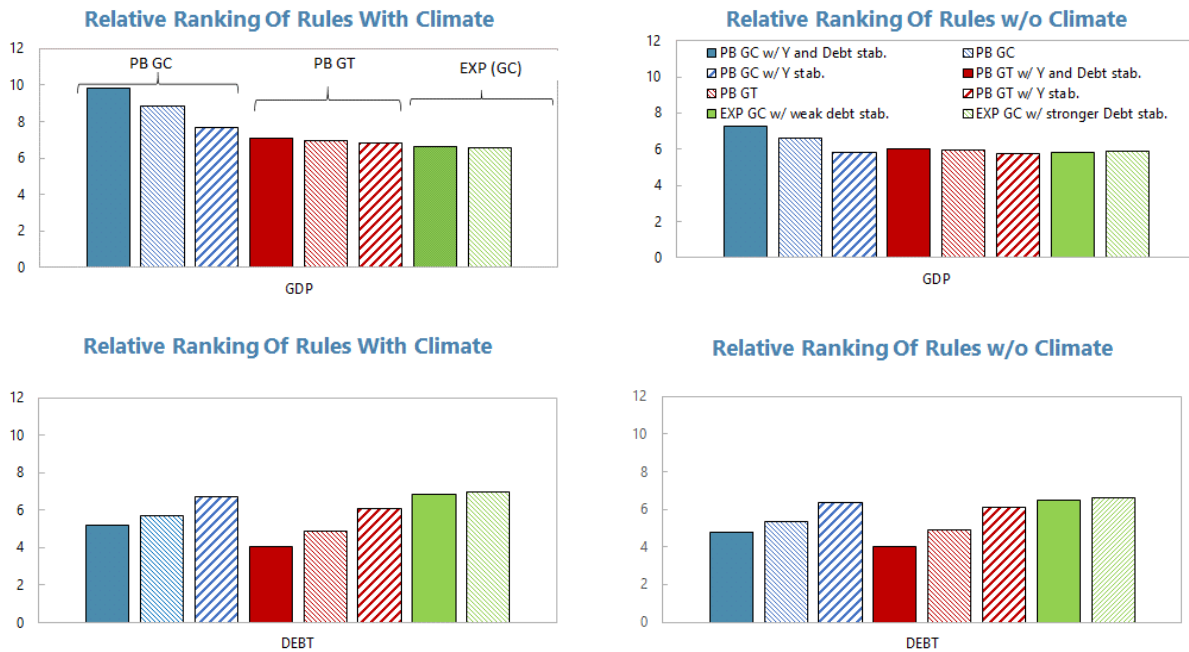 Relative Ranking Of Rules With Climate
12
10
8
6
4
2
0
PB GC
PB GT
EXP (GC)
GDP
Relative Ranking Of Rules w/o Climate
12
10
8
6
4
2
0
PB GC w/ Y and Debt stab.
PB GC
PB GC w/Y stab.
PB GT w/ Y and Debt stab.
PB GT
PB GT w/Y stab.
EXP GC w/ weak debt stab.
EXP GC w/ stronger Debt stab.
GDP
Relative Ranking Of Rules With Climate
12
10
8
6
4
2
0
DEBT
Relative Ranking Of Rules w/o Climate
12
10
8
6
4
2
0
DEBT